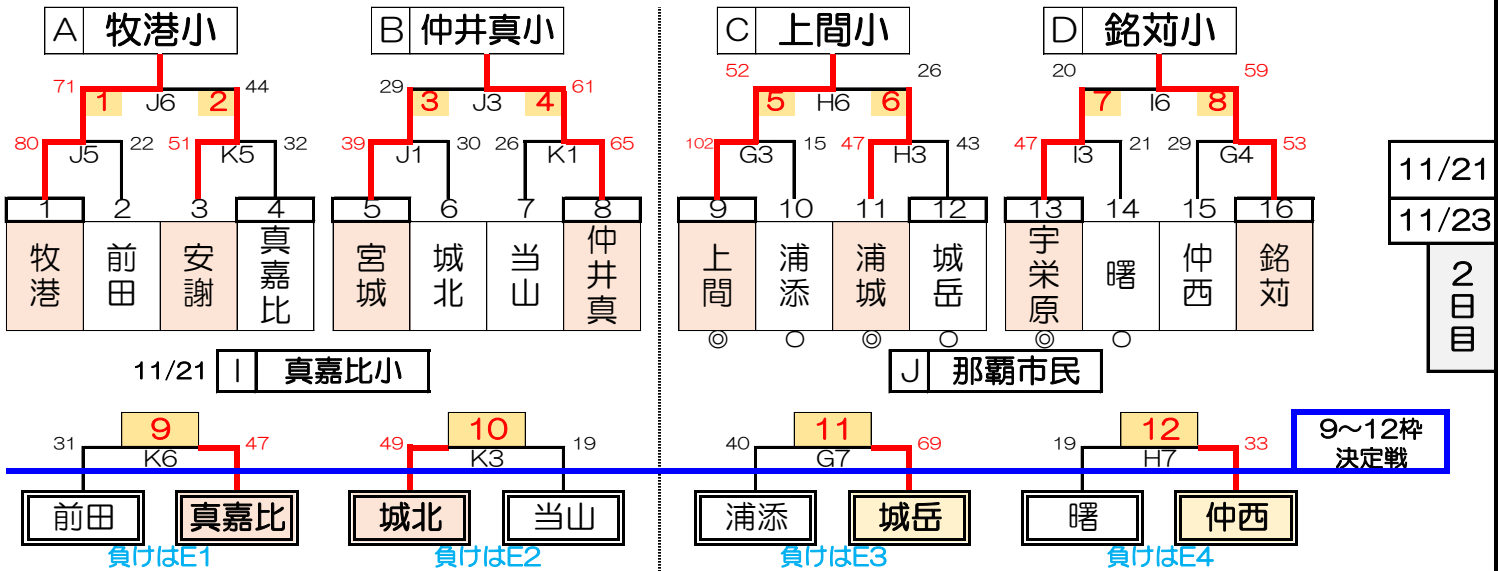 A 牧港小 B 仲井真小 C 上間小 D 銘苅小
71 44 29 61 52 26 20 59
1 J6 2 3 J3 4 5 H6 6 7 I6 8
80 22 51 32 39 30 26 65 102 15 47 43 47 21 29 53
J5 K5 J1 K1 G3 H3 I3 G4
11/21
1 2 3 4 5 6 7 8 9 10 11 12 13 14 15 16
11/23
牧港 前田 安謝 真嘉比 宮城 城北 当山 仲井真 上間 浦添 浦城 城岳 宇栄原 曙 仲西 銘苅
2日目
◎ ○ ◎ ○ ◎ ○
11/21 I 真嘉比小 J 那覇市民
9 10 11 12
31 47 49 19 40 69 19 33
K6 K3 G7 H7
9~12枠
決定戦
前田 真嘉比 城北 当山 浦添 城岳 曙 仲西
負けはE1 負けはE2 負けはE3 負けはE4